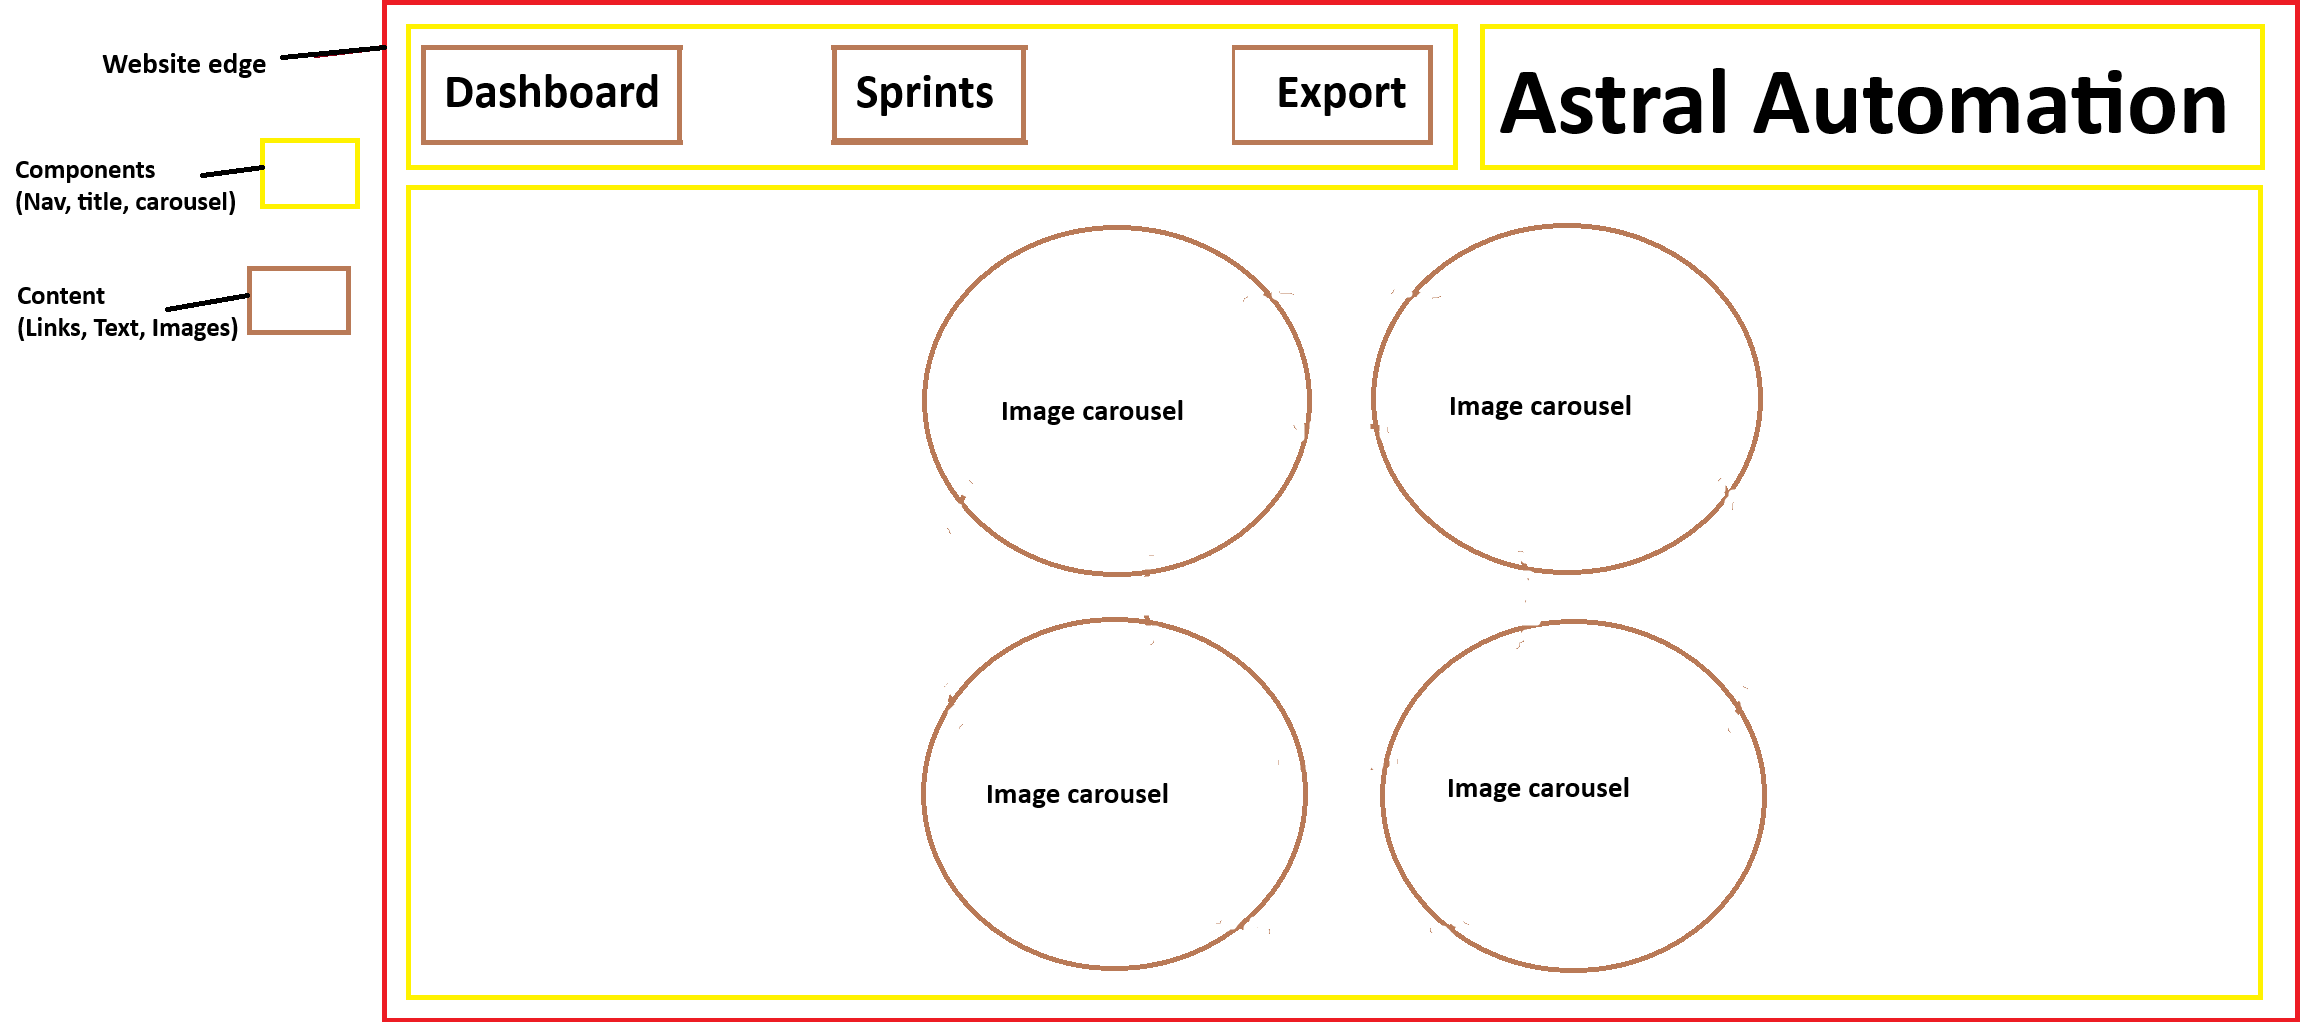 Website edge
Components
(Nav, title, carousel)
Content
(Links, Text, Images)
Dashboard
Sprints
Export
Astral Automation
Image carousel
Image carousel
Image carousel
Image carousel